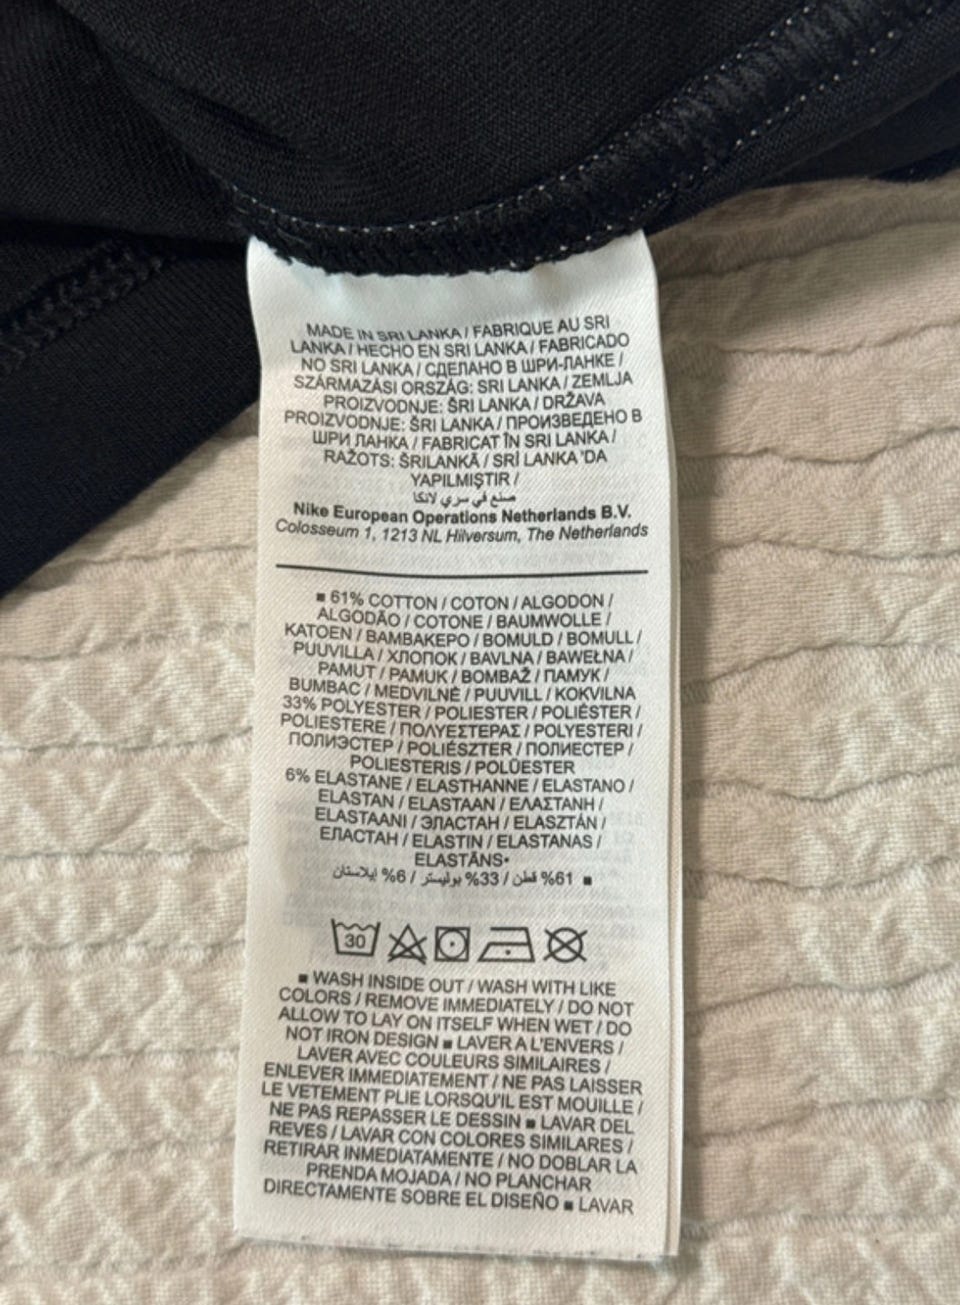 MADE IN SRI LANKA / FABRIQUE AU SRI
LANKA / HECHO EN SRI LANKA / FABRICADO
NO SRI LANKA / СДЕЛАНО В ШРИ-ЛАНКЕ /
SZÁRMAZÁSI ORSZÁG: SRI LANKA / ZEMLJA
PROIZVODNJE: ŠRI LANKA / DRŽAVA
PROIZVODNJE: ŠRI LANKA / ПРОИЗВЕДЕНО В
ШРИ ЛАНКА / FABRICAT ÎN SRI LANKA /
RAŽOTS: ŠRILANKĀ / SRİ LANKA 'DA
YAPILMIŞTIR /
صنع في سري لانكا
Nike European Operations Netherlands B.V.
Colosseum 1, 1213 NL Hilversum, The Netherlands
■ 61% COTTON / COTON / ALGODON /
ALGODÃO / COTONE / BAUMWOLLE /
KATOEN / ΒΑΜΒΑΚΕΡΟ / BOMULD / BOMULL /
PUUVILLA / ХЛОПОК / BAVLNA / BAWEŁNA /
PAMUT / PAMUK / BOMBAŽ / ПАМУК /
BUMBAC / MEDVILNĖ / PUUVILL / KOKVILNA
33% POLYESTER / POLIESTER / POLIÉSTER /
POLIESTERE / ΠΟΛΥΕΣΤΕΡΑΣ / POLYESTERI /
ПОЛИЭСТЕР / POLIÉSZTER / ПОЛИЕСТЕР /
POLIESTERIS / POLÜESTER
6% ELASTANE / ELASTHANNE / ELASTANO /
ELASTAN / ELASTAAN / ΕΛΑΣΤΑΝΗ /
ELASTAANI / ЭЛАСТАН / ELASZTÁN /
ЕЛАСТАН / ELASTIN / ELASTANAS /
ELASTĀNS•
■ 61% قطن / 33% بوليستر / 6% إيلاستان
30
■ WASH INSIDE OUT / WASH WITH LIKE
COLORS / REMOVE IMMEDIATELY / DO NOT
ALLOW TO LAY ON ITSELF WHEN WET / DO
NOT IRON DESIGN ■ LAVER A L'ENVERS /
LAVER AVEC COULEURS SIMILAIRES /
ENLEVER IMMEDIATEMENT / NE PAS LAISSER
LE VETEMENT PLIE LORSQU'IL EST MOUILLE /
NE PAS REPASSER LE DESSIN ■ LAVAR DEL
REVES / LAVAR CON COLORES SIMILARES /
RETIRAR INMEDIATAMENTE / NO DOBLAR LA
PRENDA MOJADA / NO PLANCHAR
DIRECTAMENTE SOBRE EL DISEÑO ■ LAVAR